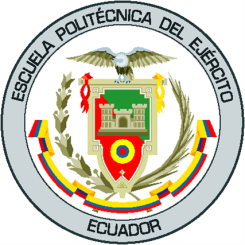 ESCUELA POLITÉCNICA DEL EJÉRCITO
ECUADOR